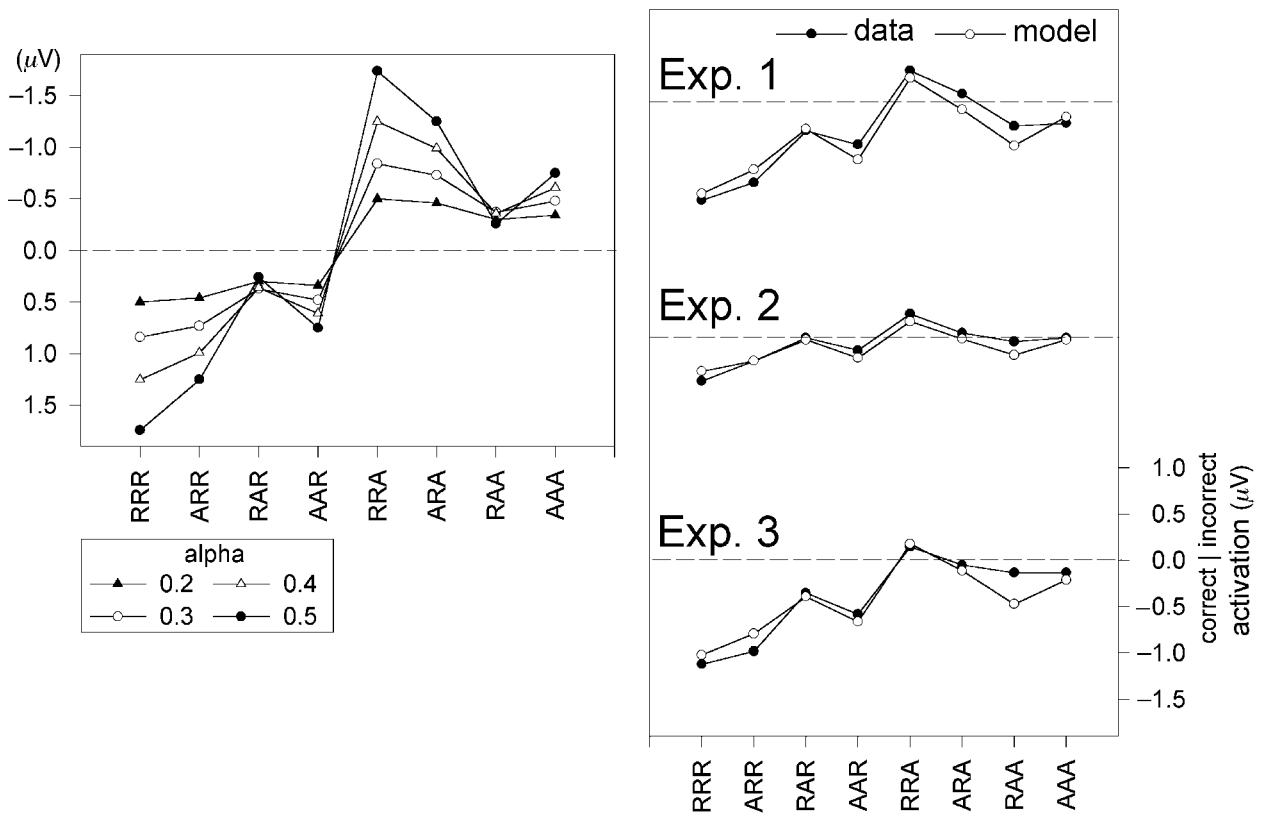 (μV)
−1.5
−1.0
−0.5
0.0
0.5
1.0
1.5
RRR
ARR
RAR
AAR
RRA
ARA
RAA
AAA
alpha
0.2 0.4
0.3 0.5
data model
Exp. 1
Exp. 2
Exp. 3
1.0
0.5
0.0
−0.5
−1.0
−1.5
correct | incorrect
activation (μV)
RRR
ARR
RAR
AAR
RRA
ARA
RAA
AAA